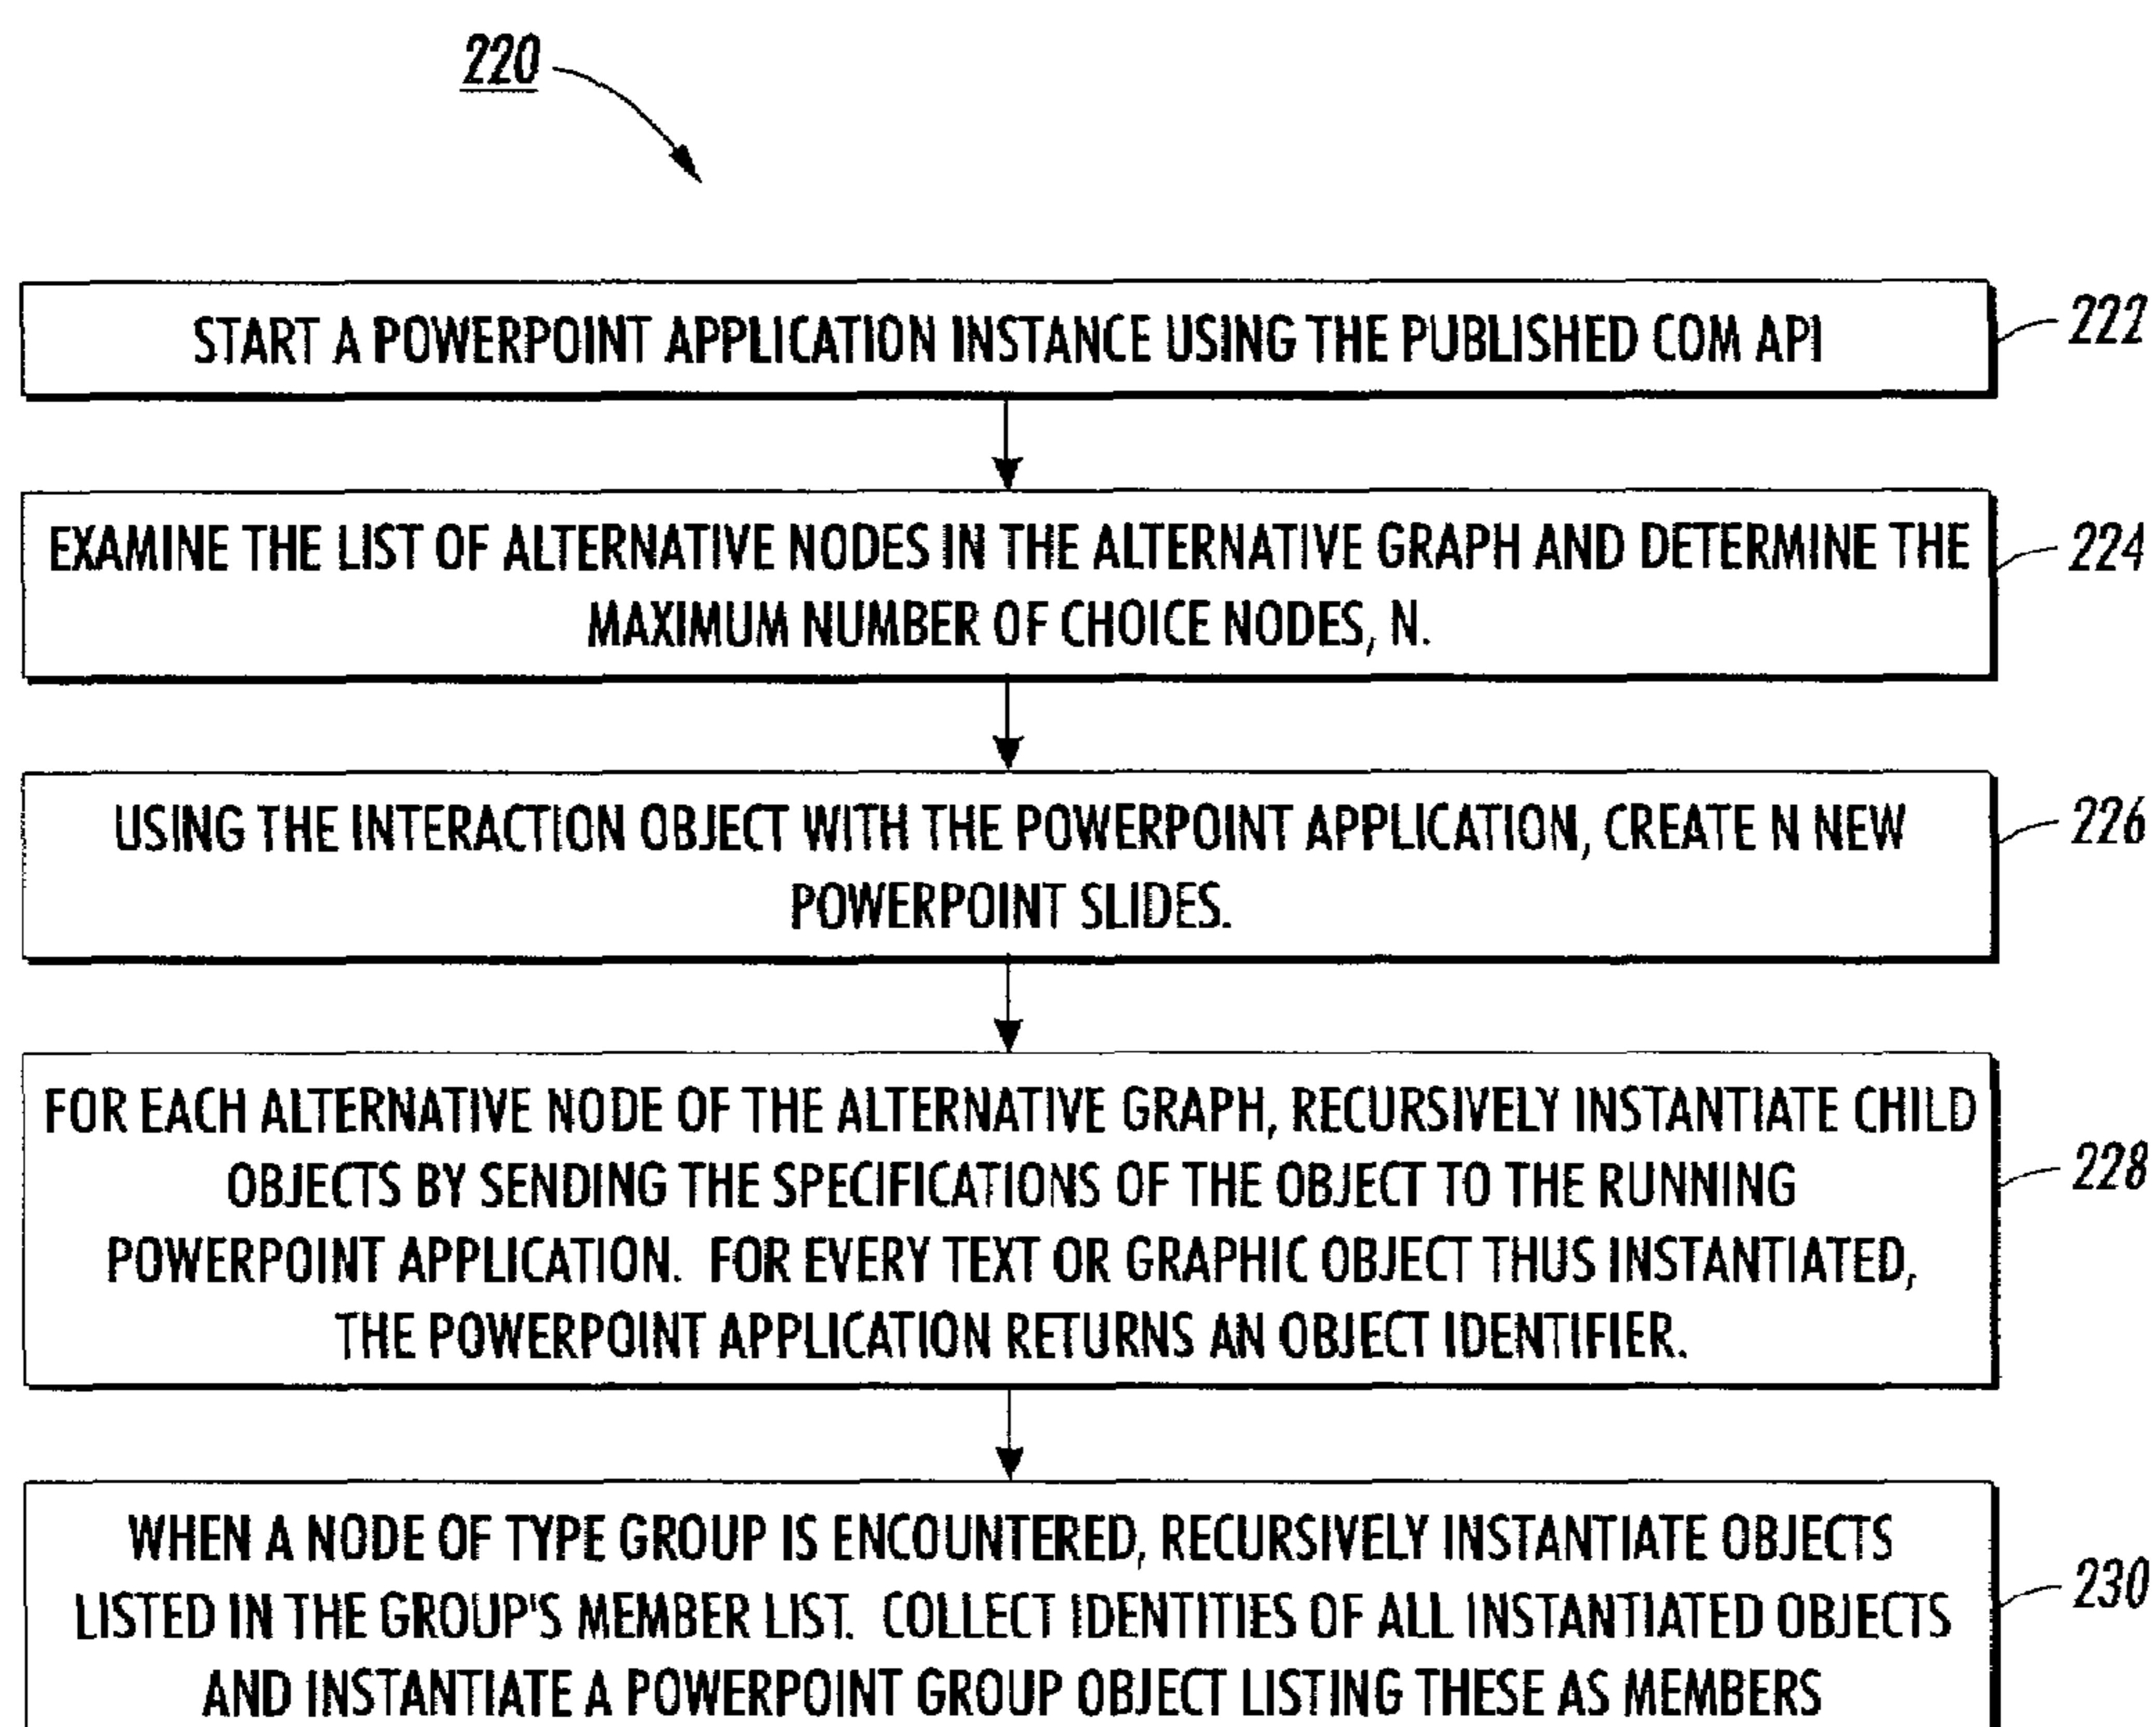 220
START A POWERPOINT APPLICATION INSTANCE USING THE PUBLISHED COM API
222
EXAMINE THE LIST OF ALTERNATIVE NODES IN THE ALTERNATIVE GRAPH AND DETERMINE THE
MAXIMUM NUMBER OF CHOICE NODES, N.
224
USING THE INTERACTION OBJECT WITH THE POWERPOINT APPLICATION, CREATE N NEW
POWERPOINT SLIDES.
226
FOR EACH ALTERNATIVE NODE OF THE ALTERNATIVE GRAPH, RECURSIVELY INSTANTIATE CHILD
OBJECTS BY SENDING THE SPECIFICATIONS OF THE OBJECT TO THE RUNNING
POWERPOINT APPLICATION. FOR EVERY TEXT OR GRAPHIC OBJECT THUS INSTANTIATED,
THE POWERPOINT APPLICATION RETURNS AN OBJECT IDENTIFIER.
228
WHEN A NODE OF TYPE GROUP IS ENCOUNTERED, RECURSIVELY INSTANTIATE OBJECTS
LISTED IN THE GROUP'S MEMBER LIST. COLLECT IDENTITIES OF ALL INSTANTIATED OBJECTS
AND INSTANTIATE A POWERPOINT GROUP OBJECT LISTING THESE AS MEMBERS
230